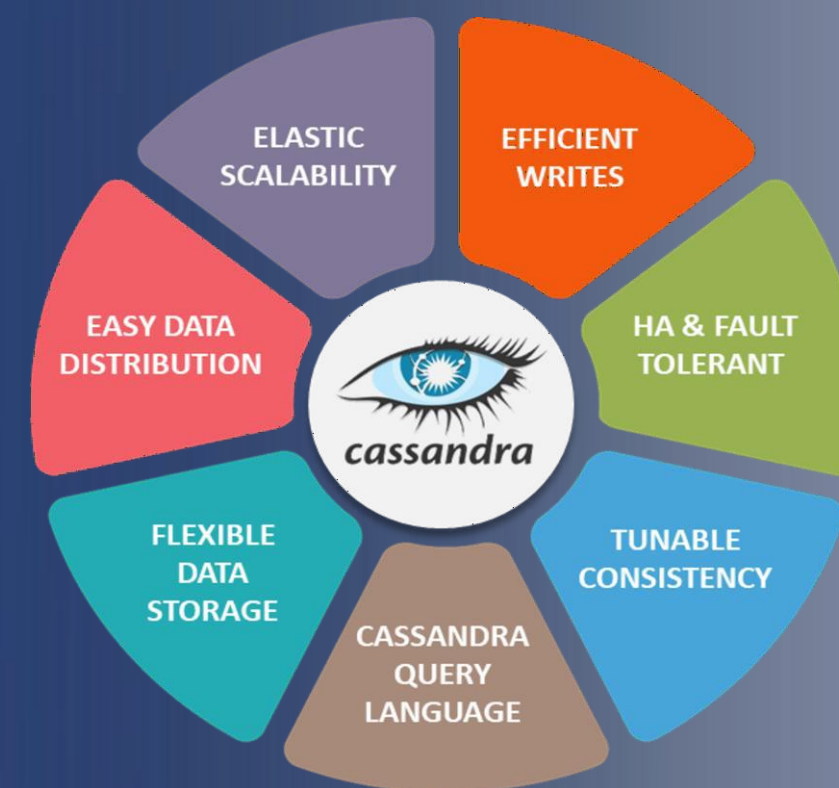 ELASTIC
SCALABILITY
EFFICIENT
WRITES
HA & FAULT
TOLERANT
TUNABLE
CONSISTENCY
CASSANDRA
QUERY
LANGUAGE
FLEXIBLE
DATA
STORAGE
EASY DATA
DISTRIBUTION
cassandra